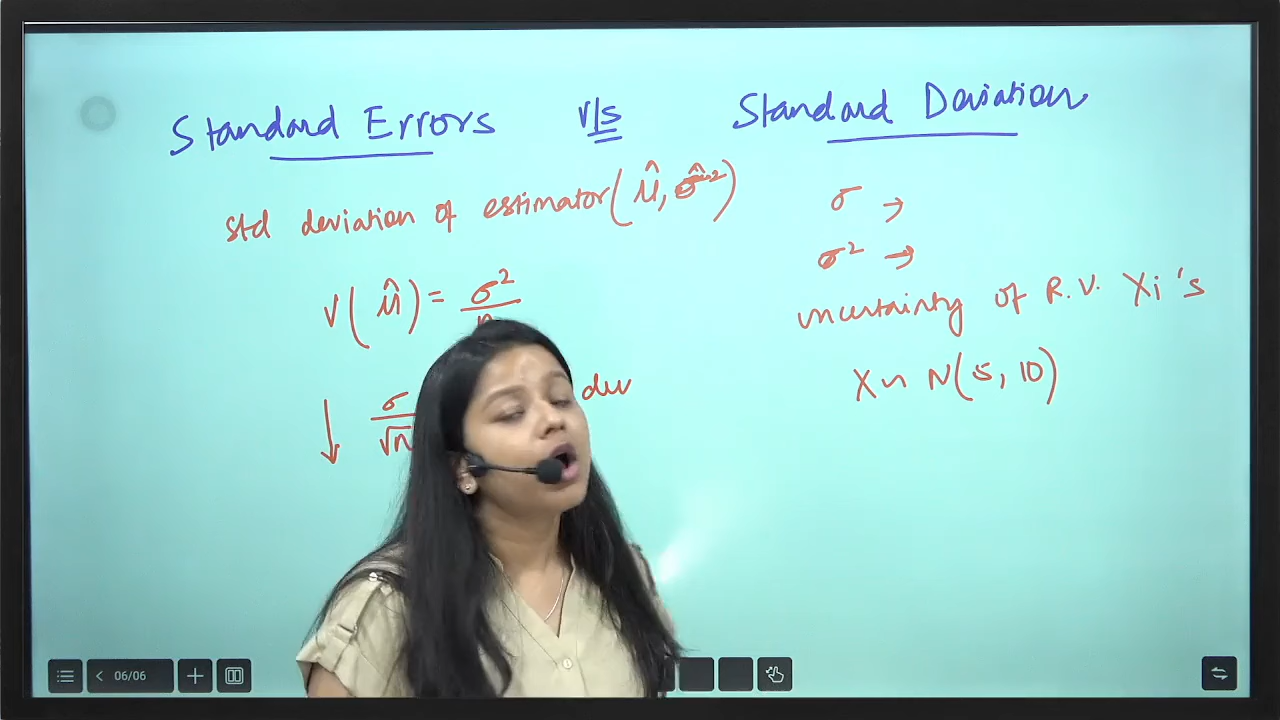 Standard Errors v/s Standard Deviation
std deviation of estimator(μ̂, σ̂²)
V(μ̂) = σ²/n
↓ σ/√n dev
σ →
σ² →
uncertainty of R.V. Xi's
X ~ N(5, 10)
06/06